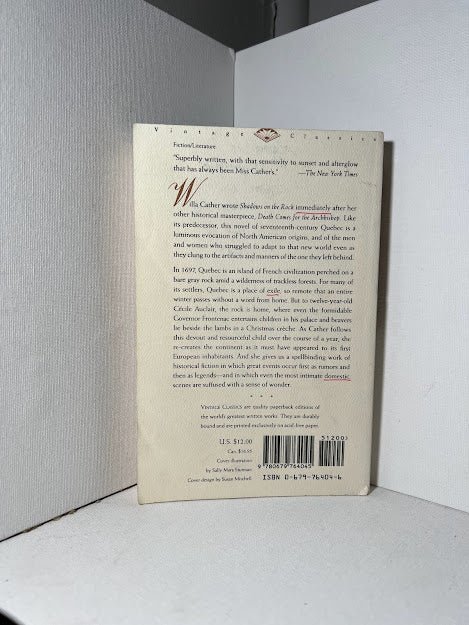 Vintage Classics
Fiction/Literature
"Superbly written, with that sensitivity to sunset and afterglow
that has always been Miss Cather's." —The New York Times
Willa Cather wrote Shadows on the Rock immediately after her
other historical masterpiece, Death Comes for the Archbishop. Like
its predecessor, this novel of seventeenth-century Quebec is a
luminous evocation of North American origins, and of the men
and women who struggled to adapt to that new world even as
they clung to the artifacts and manners of the one they left behind.
In 1697, Quebec is an island of French civilization perched on a
bare gray rock amid a wilderness of trackless forests. For many of
its settlers, Quebec is a place of exile, so remote that an entire
winter passes without a word from home. But to twelve-year-old
Cécile Auclair, the rock is home, where even the formidable
Governor Frontenac entertains children in his palace and beavers
lie beside the lambs in a Christmas crèche. As Cather follows
this devout and resourceful child over the course of a year, she
re-creates the continent as it must have appeared to its first
European inhabitants. And she gives us a spellbinding work of
historical fiction in which great events occur first as rumors and
then as legends—and in which even the most intimate domestic
scenes are suffused with a sense of wonder.
Vintage Classics are quality paperback editions of
the world's greatest written works. They are durably
bound and are printed exclusively on acid-free paper.
U.S. $12.00
Can.
Cover illustration
by Sally Mara Sturman
Cover design by Susan Mitchell
51200
9 780679 764045
ISBN 0-679-76404-6